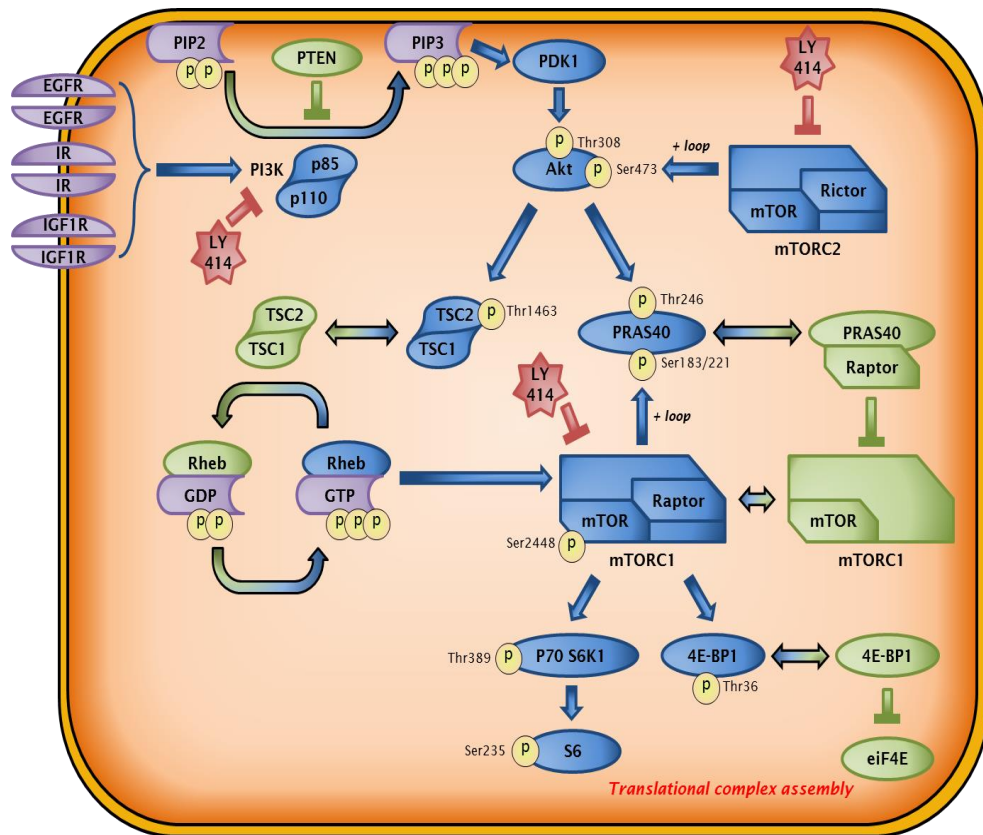 PIP2
P P
PTEN
PIP3
P P P
PDK1
LY
414
EGFR
EGFR
IR
IR
IGF1R
IGF1R
PI3K
p85
p110
LY
414
P
Thr308
Akt
P
Ser473
+ loop
Rictor
mTOR
mTORC2
TSC2
TSC1
TSC2
TSC1
P
Thr1463
P
Thr246
PRAS40
P
Ser183/221
PRAS40
Raptor
LY
414
+ loop
Rheb
GDP
P P
Rheb
GTP
P P P
Raptor
mTOR
Ser2448
P
mTORC1
mTOR
mTORC1
Thr389
P
P70 S6K1
4E-BP1
P
Thr36
4E-BP1
Ser235
P
S6
eiF4E
Translational complex assembly